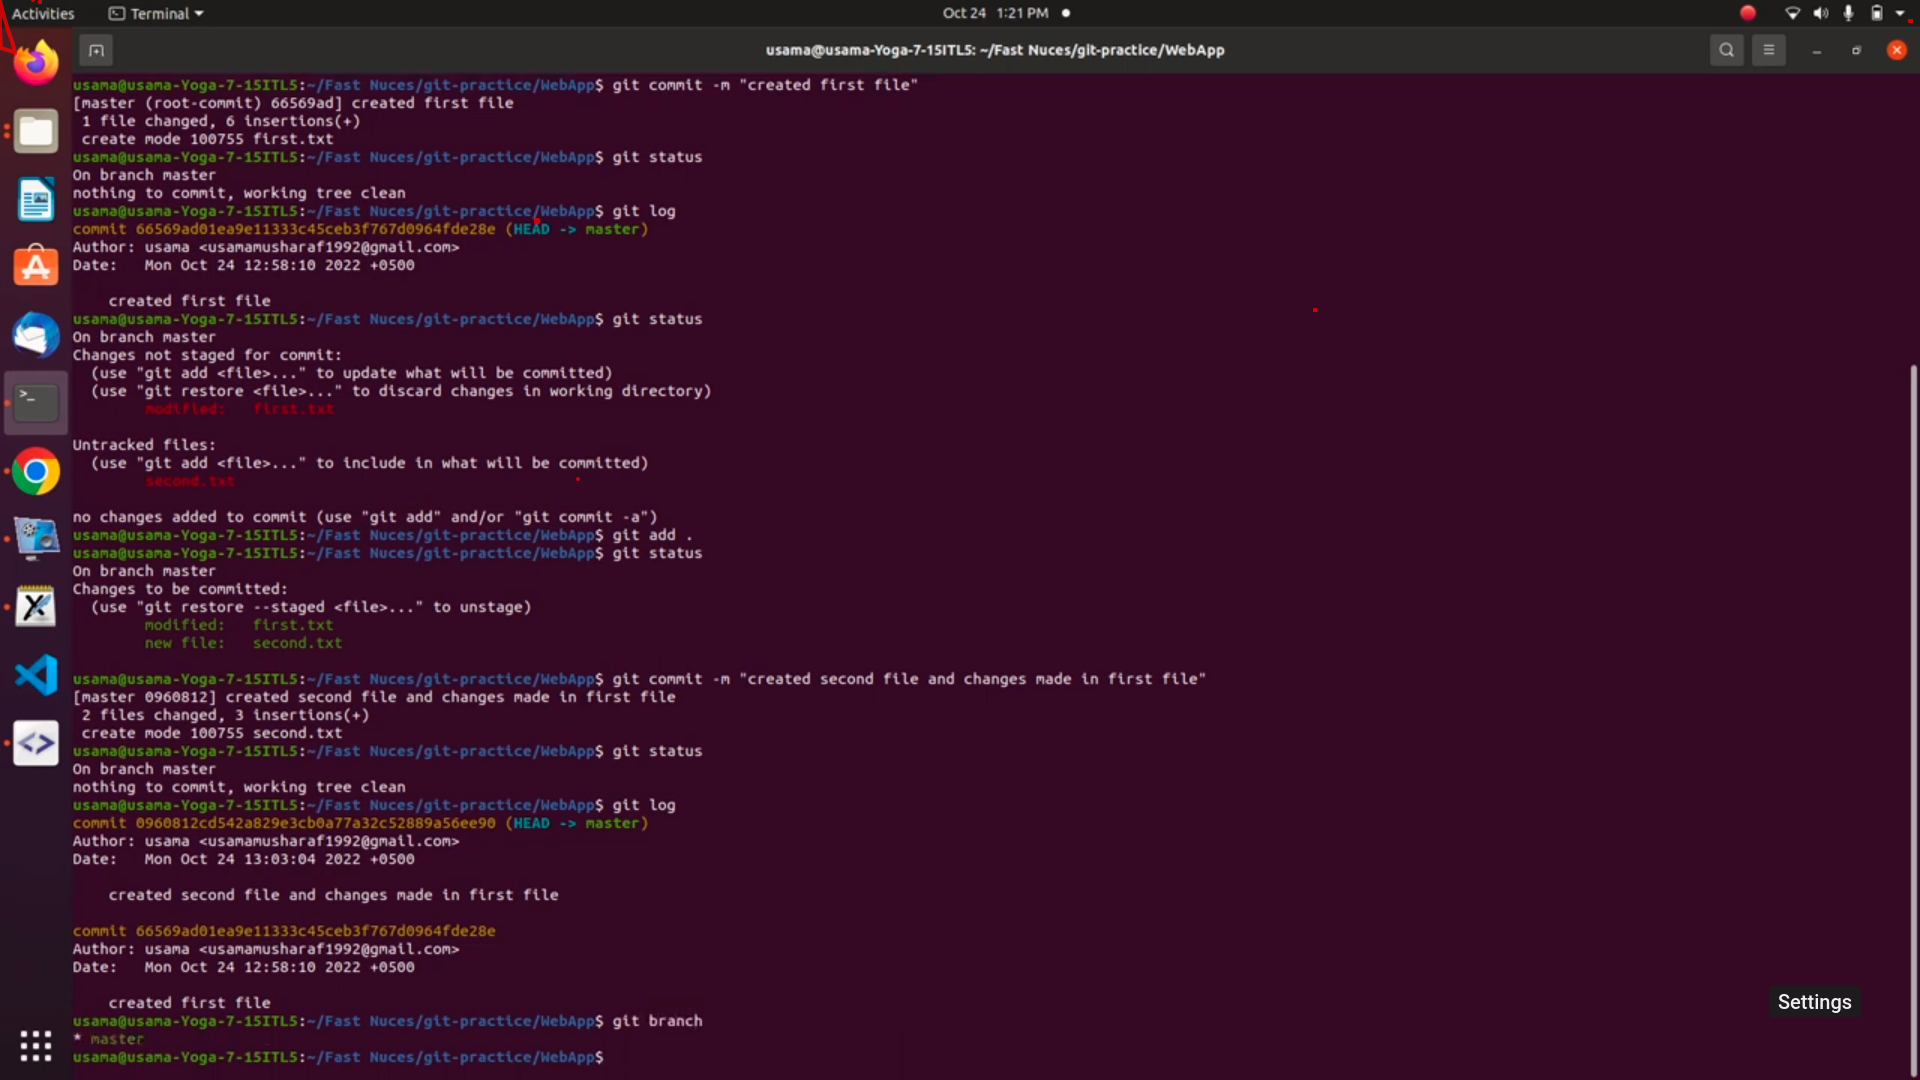 Activities
Terminal
Oct 24 1:21 PM
usama@usama-Yoga-7-15ITL5: ~/Fast Nuces/git-practice/WebApp
usama@usama-Yoga-7-15ITL5:~/Fast Nuces/git-practice/WebApp$ git commit -m "created first file"
[master (root-commit) 66569ad] created first file
 1 file changed, 6 insertions(+)
 create mode 100755 first.txt
usama@usama-Yoga-7-15ITL5:~/Fast Nuces/git-practice/WebApp$ git status
On branch master
nothing to commit, working tree clean
usama@usama-Yoga-7-15ITL5:~/Fast Nuces/git-practice/WebApp$ git log
commit 66569ad01ea9e11333c45ceb3f767d0964fde28e (HEAD -> master)
Author: usama <usamamusharaf1992@gmail.com>
Date:   Mon Oct 24 12:58:10 2022 +0500
    created first file
usama@usama-Yoga-7-15ITL5:~/Fast Nuces/git-practice/WebApp$ git status
On branch master
Changes not staged for commit:
  (use "git add <file>..." to update what will be committed)
  (use "git restore <file>..." to discard changes in working directory)
        modified:   first.txt
Untracked files:
  (use "git add <file>..." to include in what will be committed)
        second.txt
no changes added to commit (use "git add" and/or "git commit -a")
usama@usama-Yoga-7-15ITL5:~/Fast Nuces/git-practice/WebApp$ git add .
usama@usama-Yoga-7-15ITL5:~/Fast Nuces/git-practice/WebApp$ git status
On branch master
Changes to be committed:
  (use "git restore --staged <file>..." to unstage)
        modified:   first.txt
        new file:   second.txt
usama@usama-Yoga-7-15ITL5:~/Fast Nuces/git-practice/WebApp$ git commit -m "created second file and changes made in first file"
[master 0960812] created second file and changes made in first file
 2 files changed, 3 insertions(+)
 create mode 100755 second.txt
usama@usama-Yoga-7-15ITL5:~/Fast Nuces/git-practice/WebApp$ git status
On branch master
nothing to commit, working tree clean
usama@usama-Yoga-7-15ITL5:~/Fast Nuces/git-practice/WebApp$ git log
commit 0960812cd542a829e3cb0a77a32c52889a56ee90 (HEAD -> master)
Author: usama <usamamusharaf1992@gmail.com>
Date:   Mon Oct 24 13:03:04 2022 +0500
    created second file and changes made in first file
commit 66569ad01ea9e11333c45ceb3f767d0964fde28e
Author: usama <usamamusharaf1992@gmail.com>
Date:   Mon Oct 24 12:58:10 2022 +0500
    created first file
usama@usama-Yoga-7-15ITL5:~/Fast Nuces/git-practice/WebApp$ git branch
* master
usama@usama-Yoga-7-15ITL5:~/Fast Nuces/git-practice/WebApp$
Settings